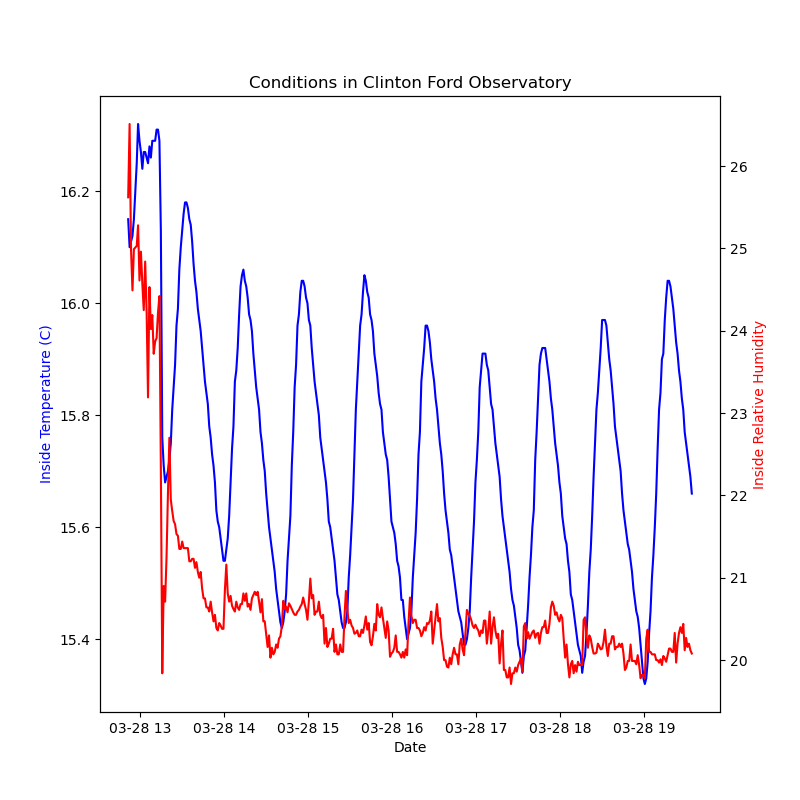 Conditions in Clinton Ford Observatory
Inside Temperature (C)
16.2
16.0
15.8
15.6
15.4
26
25
24
23
22
21
20
Inside Relative Humidity
03-28 13 03-28 14 03-28 15 03-28 16 03-28 17 03-28 18 03-28 19
Date